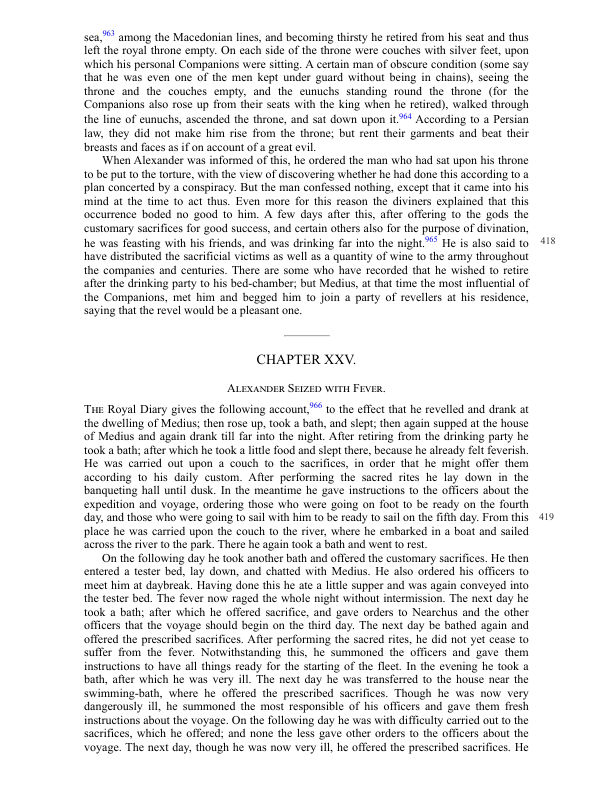 sea,963 among the Macedonian lines, and becoming thirsty he retired from his seat and thus
left the royal throne empty. On each side of the throne were couches with silver feet, upon
which his personal Companions were sitting. A certain man of obscure condition (some say
that he was even one of the men kept under guard without being in chains), seeing the
throne and the couches empty, and the eunuchs standing round the throne (for the
Companions also rose up from their seats with the king when he retired), walked through
the line of eunuchs, ascended the throne, and sat down upon it.964 According to a Persian
law, they did not make him rise from the throne; but rent their garments and beat their
breasts and faces as if on account of a great evil.
When Alexander was informed of this, he ordered the man who had sat upon his throne
to be put to the torture, with the view of discovering whether he had done this according to a
plan concerted by a conspiracy. But the man confessed nothing, except that it came into his
mind at the time to act thus. Even more for this reason the diviners explained that this
occurrence boded no good to him. A few days after this, after offering to the gods the
customary sacrifices for good success, and certain others also for the purpose of divination,
he was feasting with his friends, and was drinking far into the night.965 He is also said to 418
have distributed the sacrificial victims as well as a quantity of wine to the army throughout
the companies and centuries. There are some who have recorded that he wished to retire
after the drinking party to his bed-chamber; but Medius, at that time the most influential of
the Companions, met him and begged him to join a party of revellers at his residence,
saying that the revel would be a pleasant one.
CHAPTER XXV.
Alexander Seized with Fever.
The Royal Diary gives the following account,966 to the effect that he revelled and drank at
the dwelling of Medius; then rose up, took a bath, and slept; then again supped at the house
of Medius and again drank till far into the night. After retiring from the drinking party he
took a bath; after which he took a little food and slept there, because he already felt feverish.
He was carried out upon a couch to the sacrifices, in order that he might offer them
according to his daily custom. After performing the sacred rites he lay down in the
banqueting hall until dusk. In the meantime he gave instructions to the officers about the
expedition and voyage, ordering those who were going on foot to be ready on the fourth
day, and those who were going to sail with him to be ready to sail on the fifth day. From this 419
place he was carried upon the couch to the river, where he embarked in a boat and sailed
across the river to the park. There he again took a bath and went to rest.
On the following day he took another bath and offered the customary sacrifices. He then
entered a tester bed, lay down, and chatted with Medius. He also ordered his officers to
meet him at daybreak. Having done this he ate a little supper and was again conveyed into
the tester bed. The fever now raged the whole night without intermission. The next day he
took a bath; after which he offered sacrifice, and gave orders to Nearchus and the other
officers that the voyage should begin on the third day. The next day be bathed again and
offered the prescribed sacrifices. After performing the sacred rites, he did not yet cease to
suffer from the fever. Notwithstanding this, he summoned the officers and gave them
instructions to have all things ready for the starting of the fleet. In the evening he took a
bath, after which he was very ill. The next day he was transferred to the house near the
swimming-bath, where he offered the prescribed sacrifices. Though he was now very
dangerously ill, he summoned the most responsible of his officers and gave them fresh
instructions about the voyage. On the following day he was with difficulty carried out to the
sacrifices, which he offered; and none the less gave other orders to the officers about the
voyage. The next day, though he was now very ill, he offered the prescribed sacrifices. He